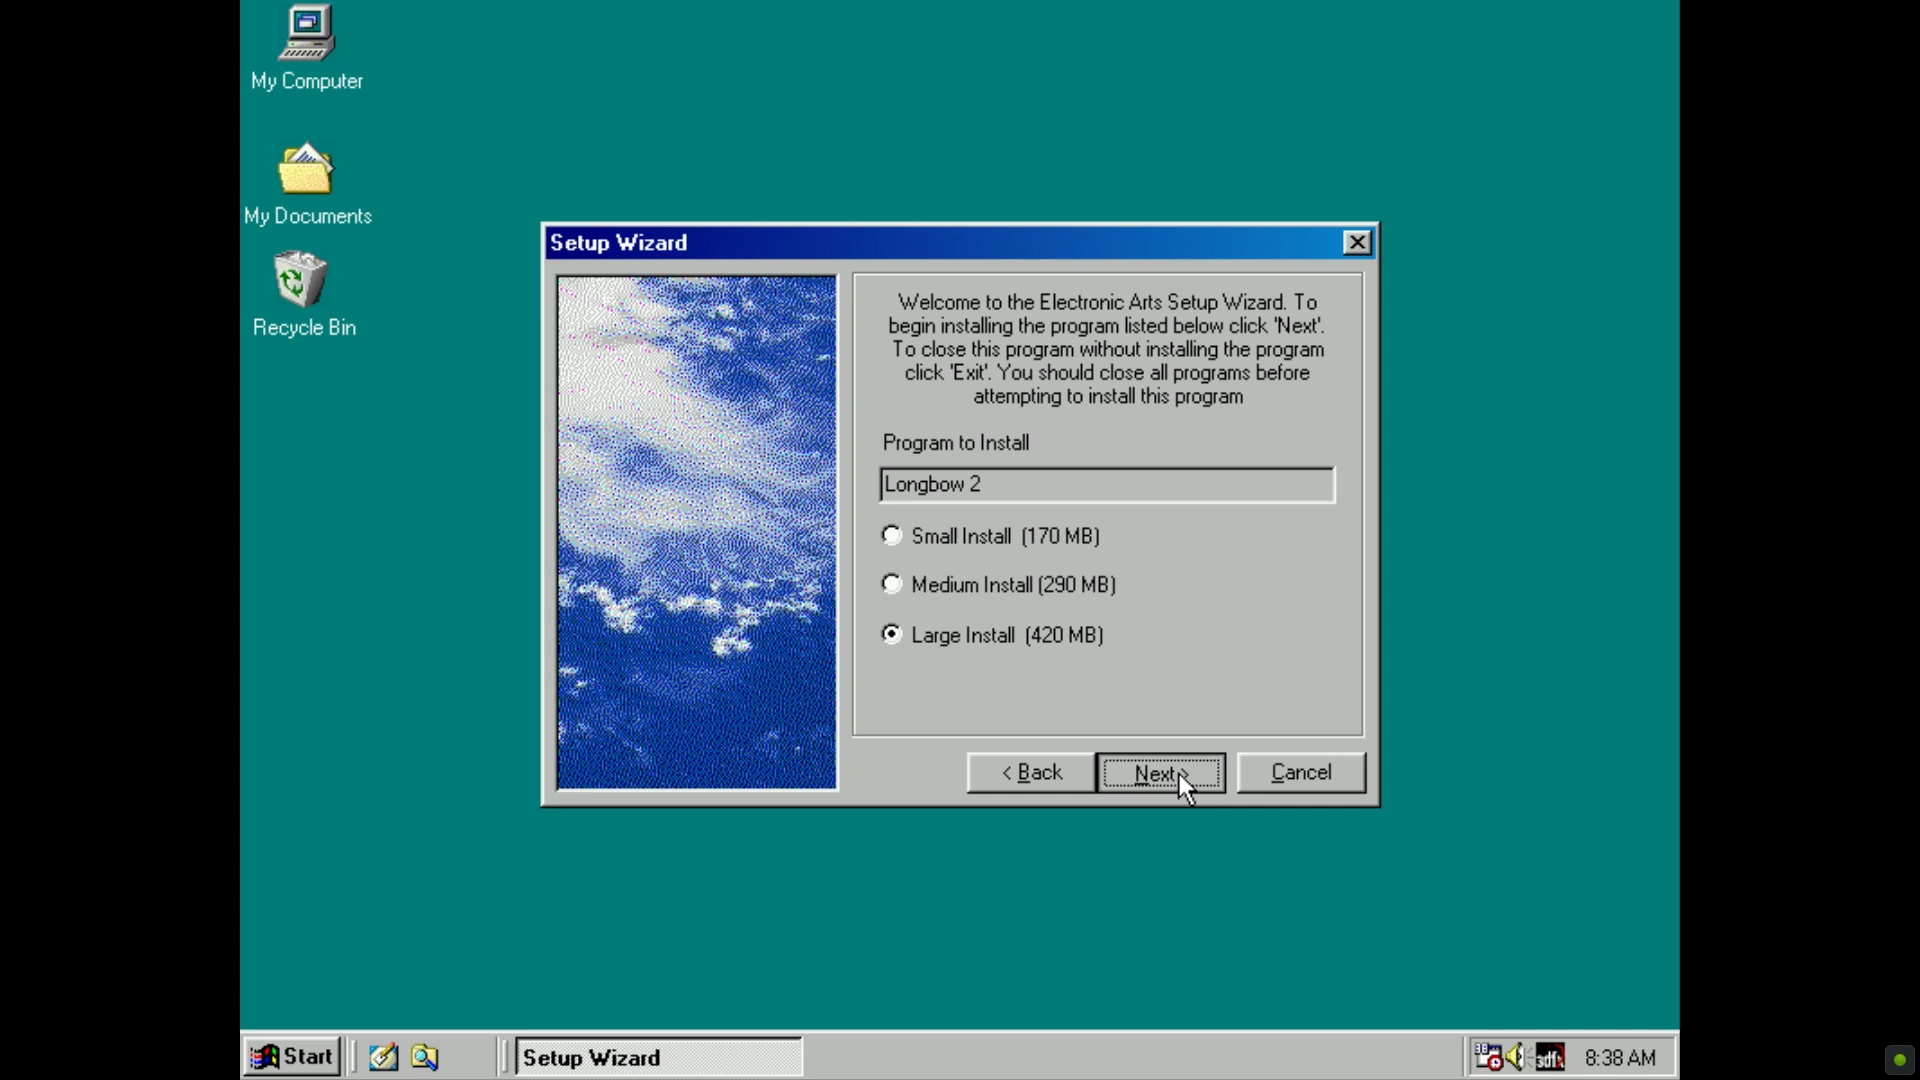 My Computer
My Documents
Recycle Bin
Setup Wizard
Welcome to the Electronic Arts Setup Wizard. To
begin installing the program listed below click 'Next'.
To close this program without installing the program
click 'Exit'. You should close all programs before
attempting to install this program
Program to Install
Longbow 2
Small Install (170 MB)
Medium Install (290 MB)
Large Install (420 MB)
< Back
Next >
Cancel
Start
Setup Wizard
3dfx
8:38 AM